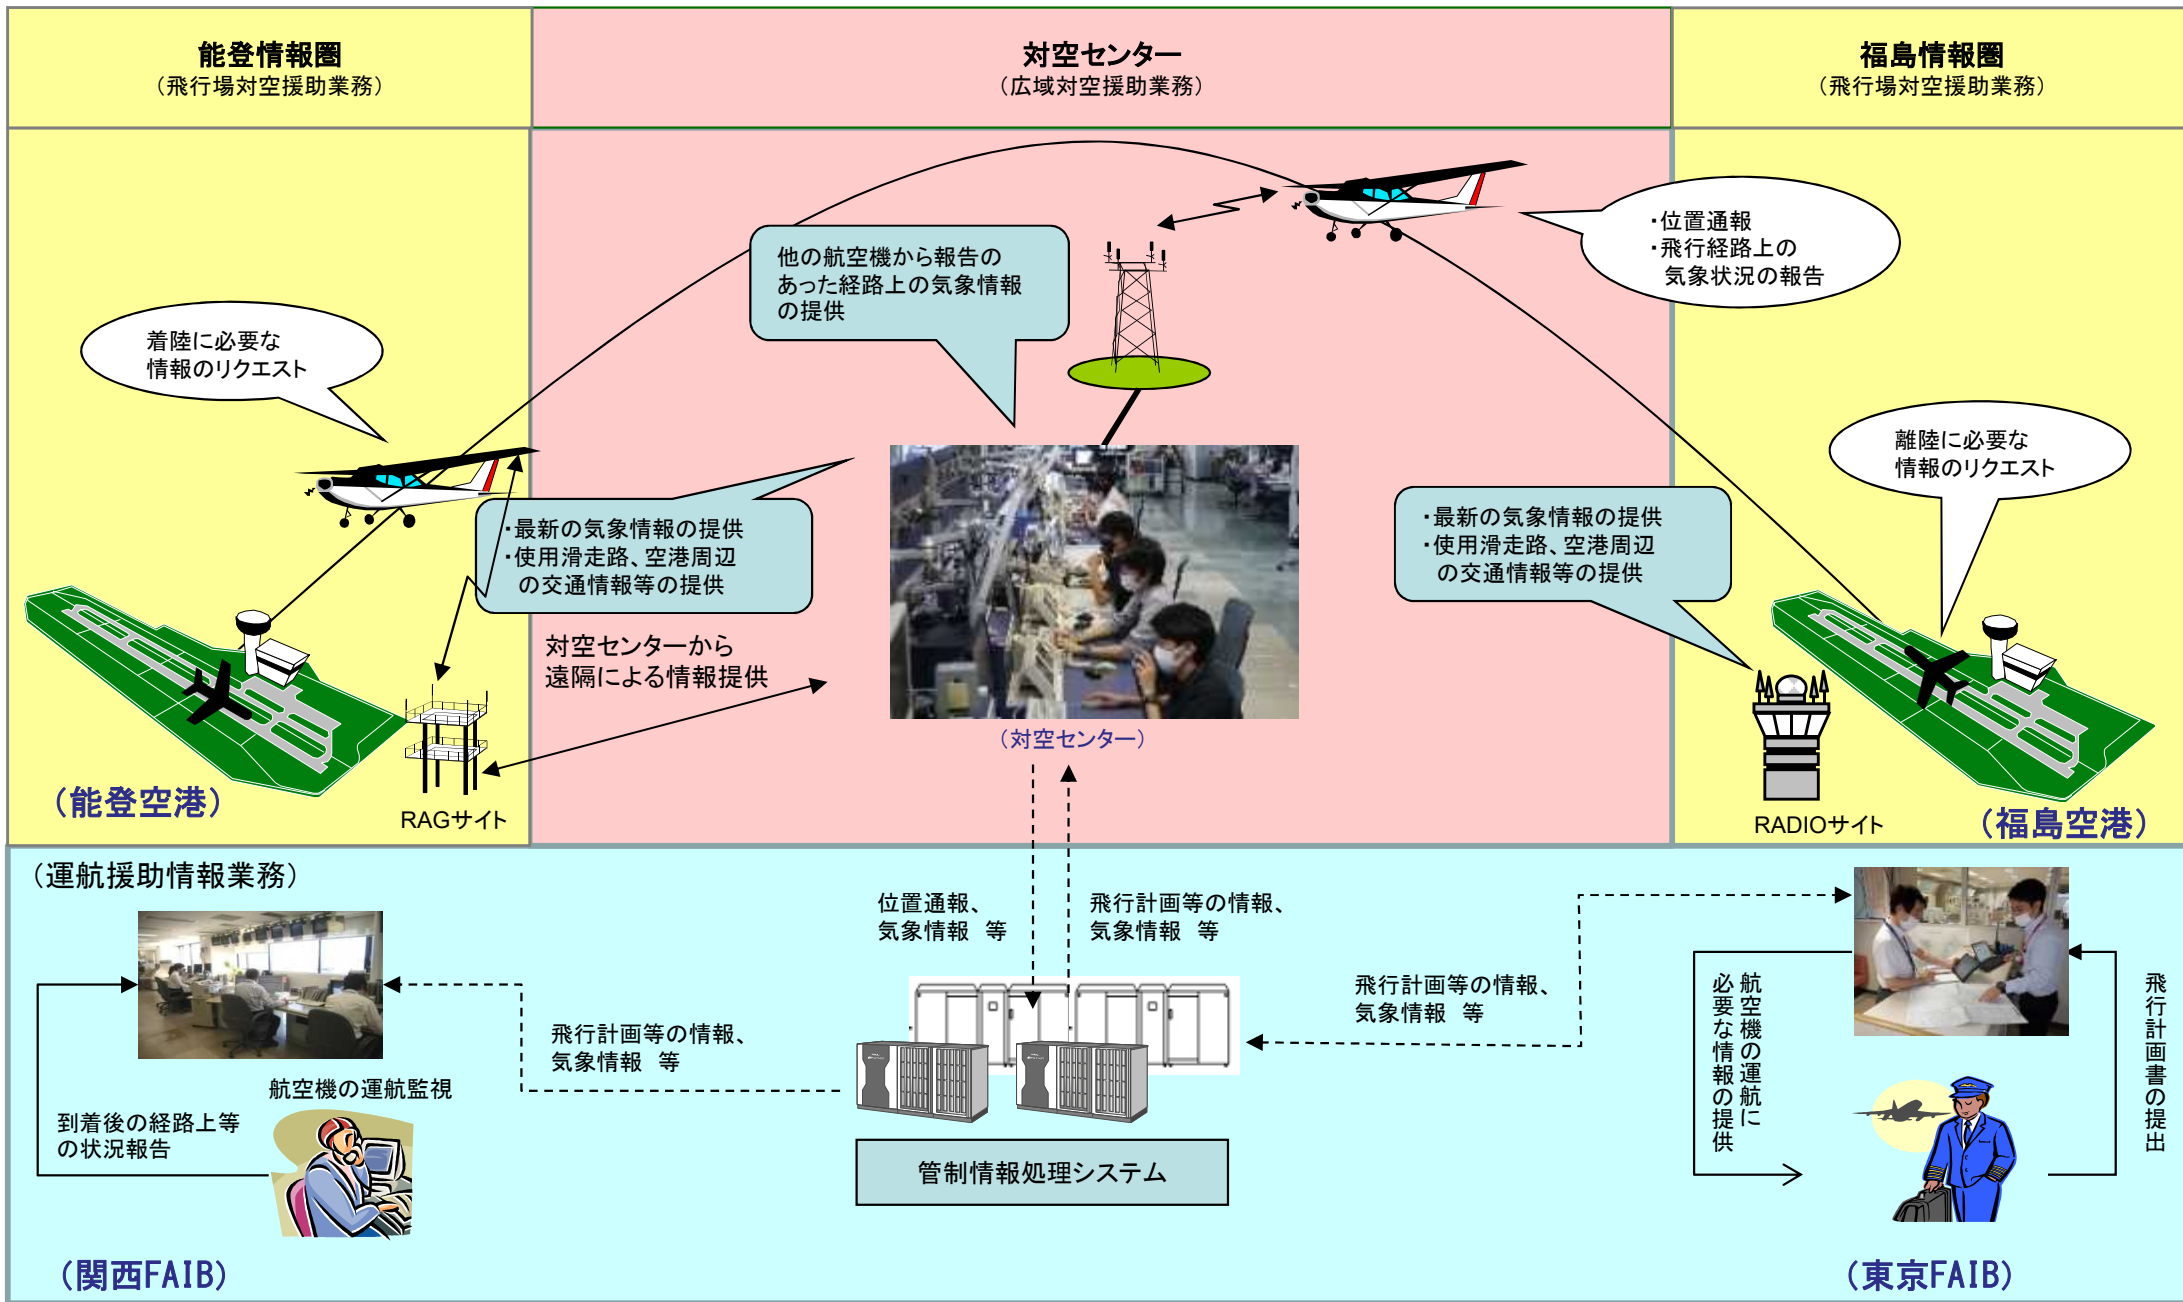 能登情報圏
（飛行場対空援助業務）
対空センター
（広域対空援助業務）
福島情報圏
（飛行場対空援助業務）
・位置通報
・飛行経路上の
気象状況の報告
他の航空機から報告の
あった経路上の気象情報
の提供
着陸に必要な
情報のリクエスト
離陸に必要な
情報のリクエスト
・最新の気象情報の提供
・使用滑走路、空港周辺
の交通情報等の提供
・最新の気象情報の提供
・使用滑走路、空港周辺
の交通情報等の提供
対空センターから
遠隔による情報提供
（対空センター）
（能登空港）
RAGサイト
RADIOサイト
（福島空港）
（運航援助情報業務）
位置通報、
気象情報 等
飛行計画等の情報、
気象情報 等
飛行計画等の情報、
気象情報 等
飛行計画等の情報、
気象情報 等
航空機の運航に
必要な情報の提供
飛行計画書の提出
航空機の運航監視
到着後の経路上等
の状況報告
管制情報処理システム
（関西FAIB）
（東京FAIB）